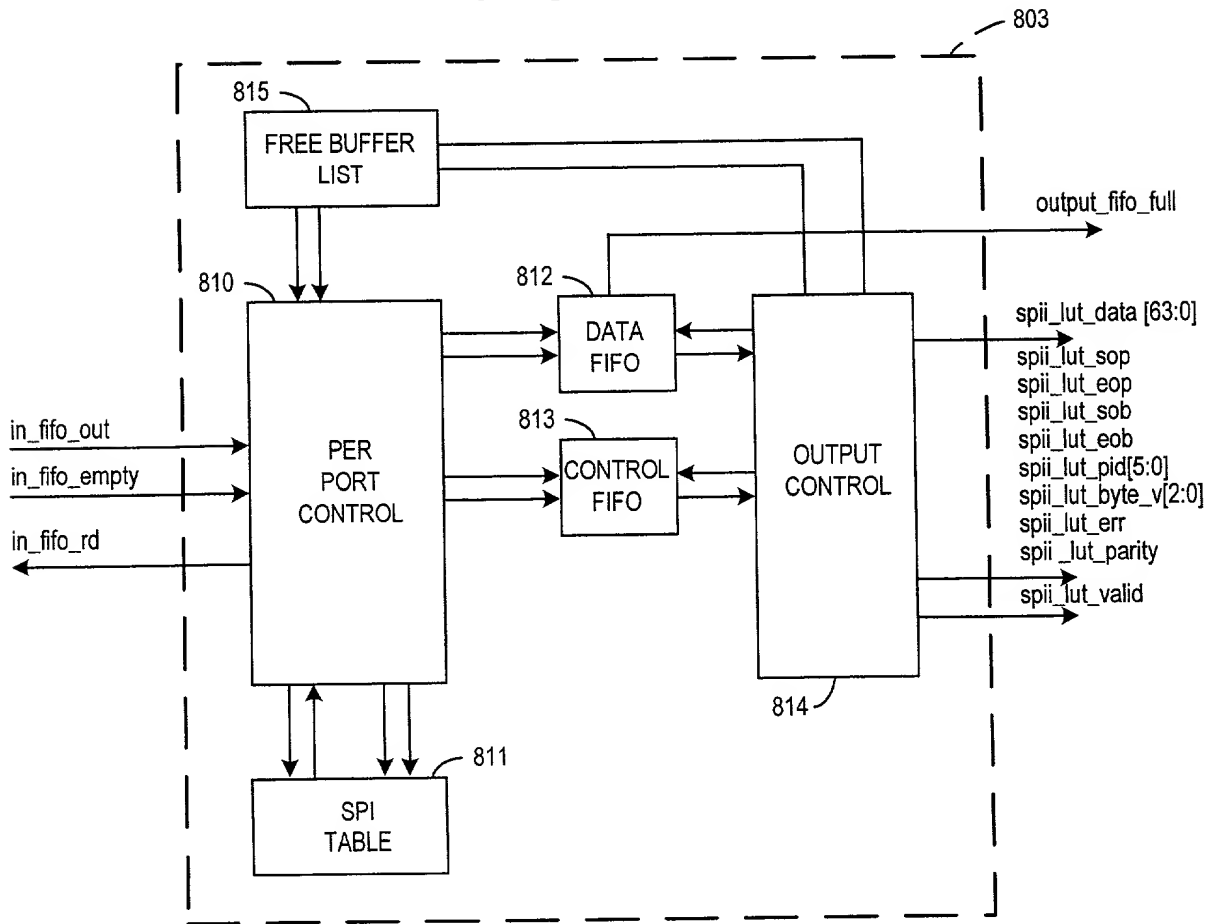 803
815
FREE BUFFER
LIST
output_fifo_full
810
812
DATA
FIFO
spii_lut_data [63:0]
spii_lut_sop
spii_lut_eop
spii_lut_sob
spii_lut_eob
spii_lut_pid[5:0]
spii_lut_byte_v[2:0]
spii_lut_err
spii _lut_parity
spii_lut_valid
in_fifo_out
in_fifo_empty
in_fifo_rd
PER
PORT
CONTROL
813
CONTROL
FIFO
OUTPUT
CONTROL
814
811
SPI
TABLE